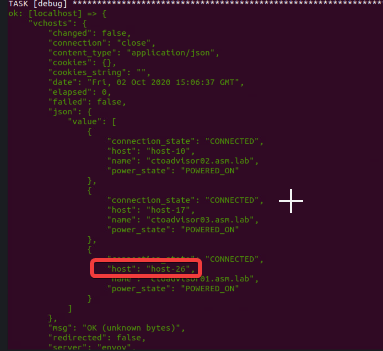 TASK [debug] ****************************************************************
ok: [localhost] => {
"vchosts": {
"changed": false,
"connection": "close",
"content_type": "application/json",
"cookies": {},
"cookies_string": "",
"date": "Fri, 02 Oct 2020 15:06:37 GMT",
"elapsed": 0,
"failed": false,
"json": {
"value": [
{
"connection_state": "CONNECTED",
"host": "host-10",
"name": "ctoadvisor02.asm.lab",
"power_state": "POWERED_ON"
},
{
"connection_state": "CONNECTED",
"host": "host-17",
"name": "ctoadvisor03.asm.lab",
"power_state": "POWERED_ON"
},
{
"connection_state": "CONNECTED",
"host": "host-26",
"name": "ctoadvisor01.asm.lab",
"power_state": "POWERED_ON"
}
]
},
"msg": "OK (unknown bytes)",
"redirected": false,
"server": "envoy",